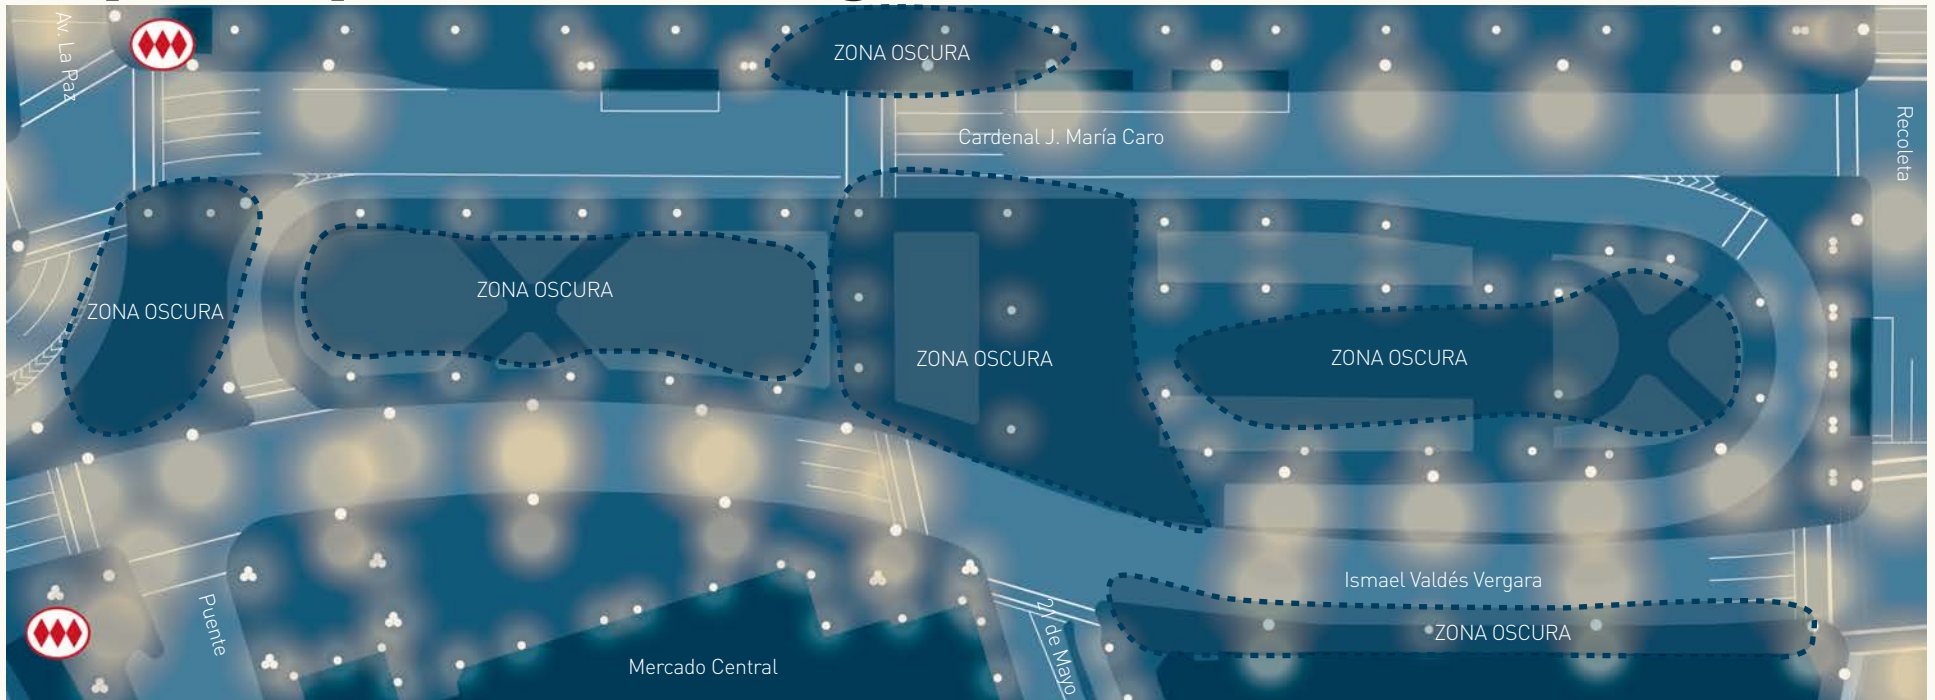 Av. La Paz
ZONA OSCURA
Cardenal J. María Caro
Recoleta
ZONA OSCURA
ZONA OSCURA
ZONA OSCURA
ZONA OSCURA
Ismael Valdés Vergara
ZONA OSCURA
Puente
21 de Mayo
Mercado Central